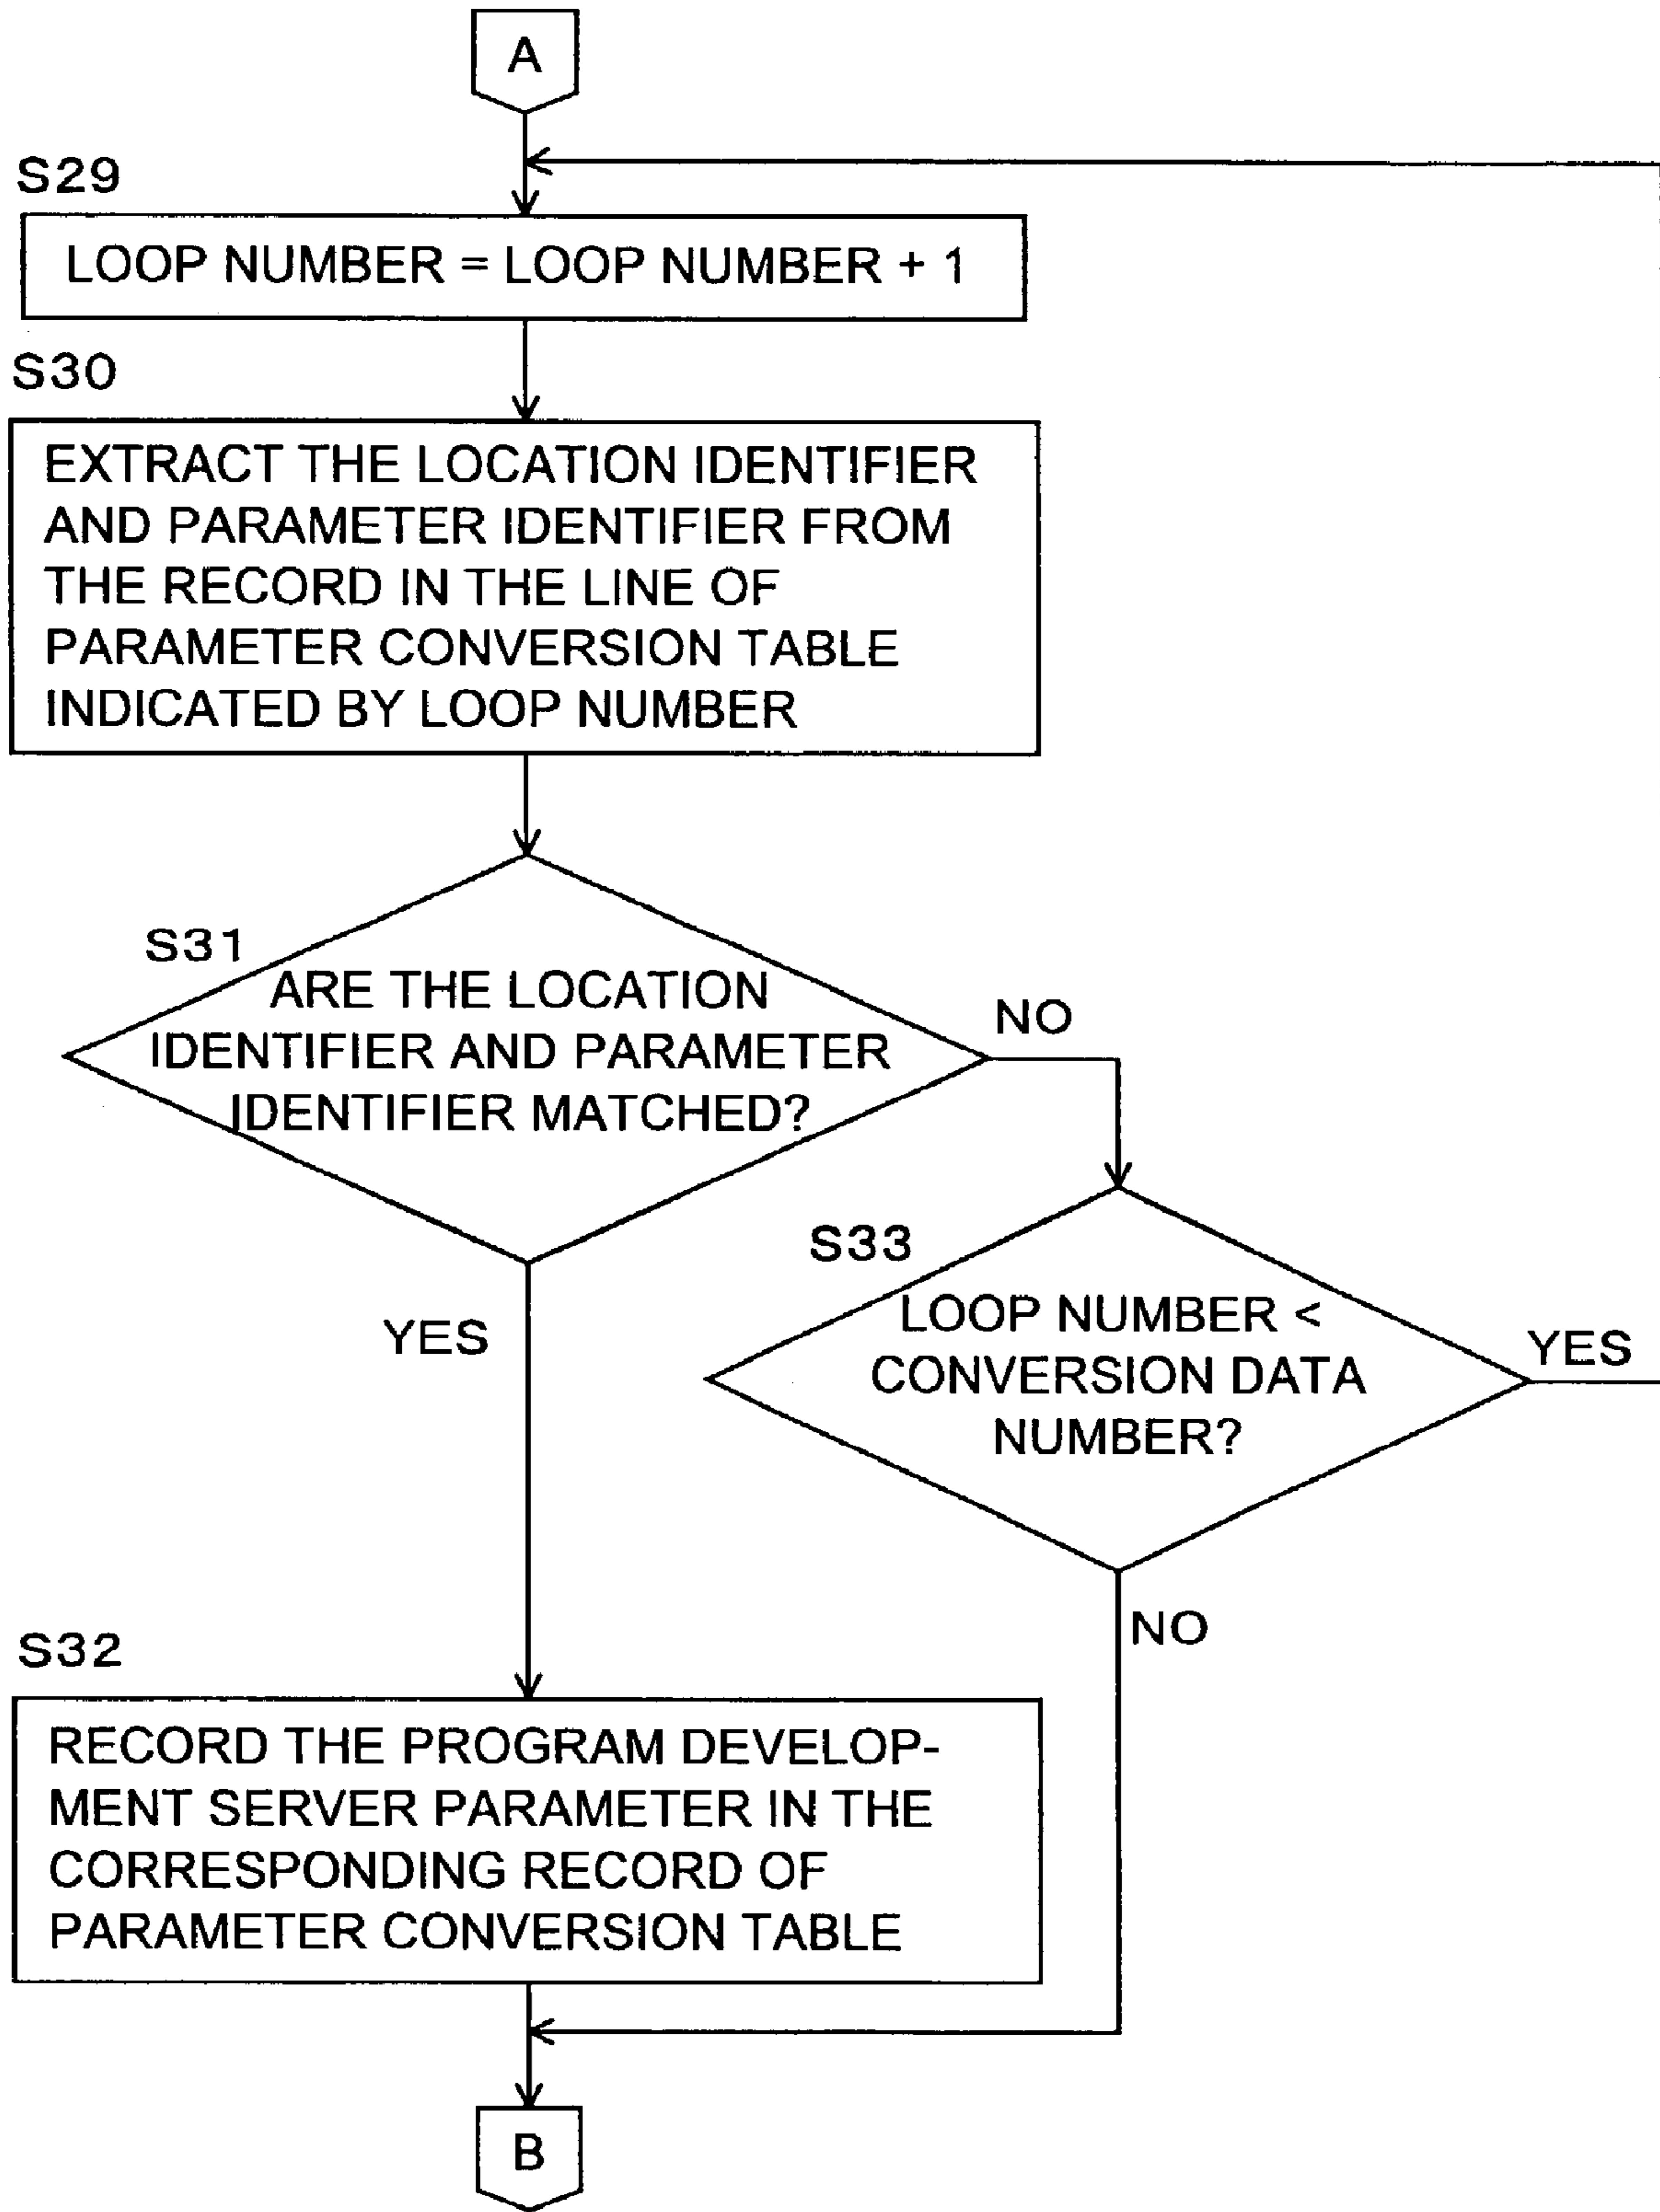 A
S29
LOOP NUMBER = LOOP NUMBER + 1
S30
EXTRACT THE LOCATION IDENTIFIER
AND PARAMETER IDENTIFIER FROM
THE RECORD IN THE LINE OF
PARAMETER CONVERSION TABLE
INDICATED BY LOOP NUMBER
S31
ARE THE LOCATION
IDENTIFIER AND PARAMETER
IDENTIFIER MATCHED?
NO
YES
S33
LOOP NUMBER <
CONVERSION DATA
NUMBER?
YES
NO
S32
RECORD THE PROGRAM DEVELOP-
MENT SERVER PARAMETER IN THE
CORRESPONDING RECORD OF
PARAMETER CONVERSION TABLE
B